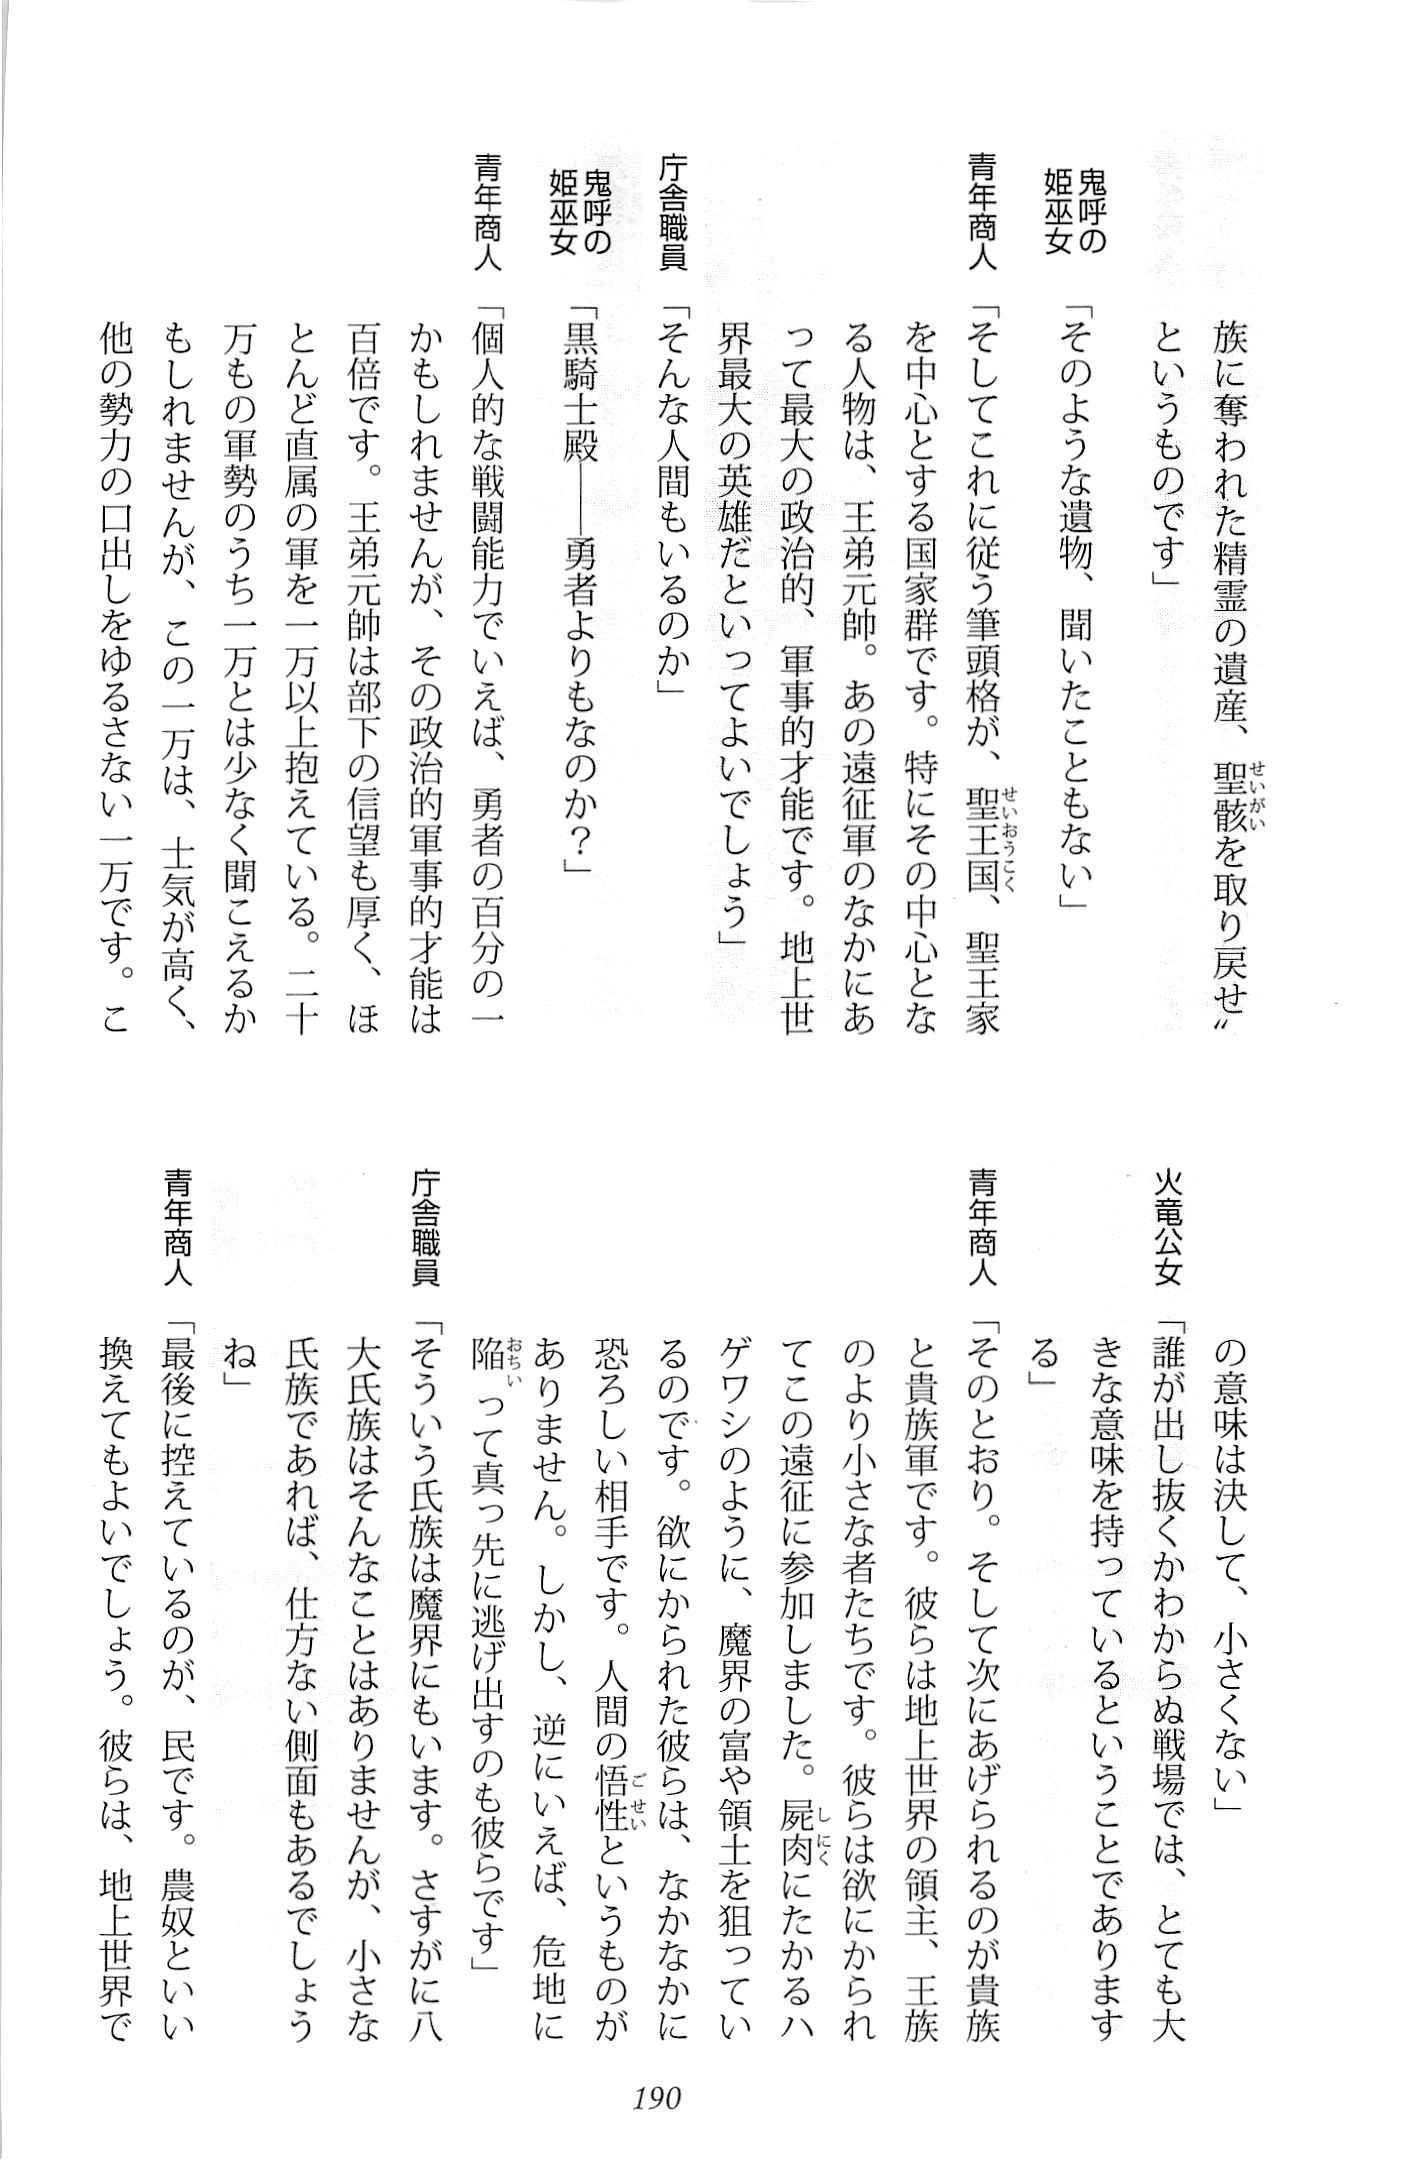 族に奪われた精霊の遺産、聖骸を取り戻せ〟
というものです」
鬼呼の
姫巫女
「そのような遺物、聞いたこともない」
青年商人「そしてこれに従う筆頭格が、聖王国、聖王家
を中心とする国家群です。特にその中心とな
る人物は、王弟元帥。あの遠征軍のなかにあ
って最大の政治的、軍事的才能です。地上世
界最大の英雄だといってよいでしょう」
庁舎職員「そんな人間もいるのか」
鬼呼の
姫巫女
「黒騎士殿――勇者よりもなのか？」
青年商人「個人的な戦闘能力でいえば、勇者の百分の一
かもしれませんが、その政治的軍事的才能は
百倍です。王弟元帥は部下の信望も厚く、ほ
とんど直属の軍を一万以上抱えている。二十
万もの軍勢のうち一万とは少なく聞こえるか
もしれませんが、この一万は、士気が高く、
他の勢力の口出しをゆるさない一万です。こ
の意味は決して、小さくない」
火竜公女「誰が出し抜くかわからぬ戦場では、とても大
きな意味を持っているということであります
る」
青年商人「そのとおり。そして次にあげられるのが貴族
と貴族軍です。彼らは地上世界の領主、王族
のより小さな者たちです。彼らは欲にかられ
てこの遠征に参加しました。屍肉にたかるハ
ゲワシのように、魔界の富や領土を狙ってい
るのです。欲にかられた彼らは、なかなかに
恐ろしい相手です。人間の悟性というものが
ありません。しかし、逆にいえば、危地に
陥って真っ先に逃げ出すのも彼らです」
庁舎職員「そういう氏族は魔界にもいます。さすがに八
大氏族はそんなことはありませんが、小さな
氏族であれば、仕方ない側面もあるでしょう
ね」
青年商人「最後に控えているのが、民です。農奴といい
換えてもよいでしょう。彼らは、地上世界で
190